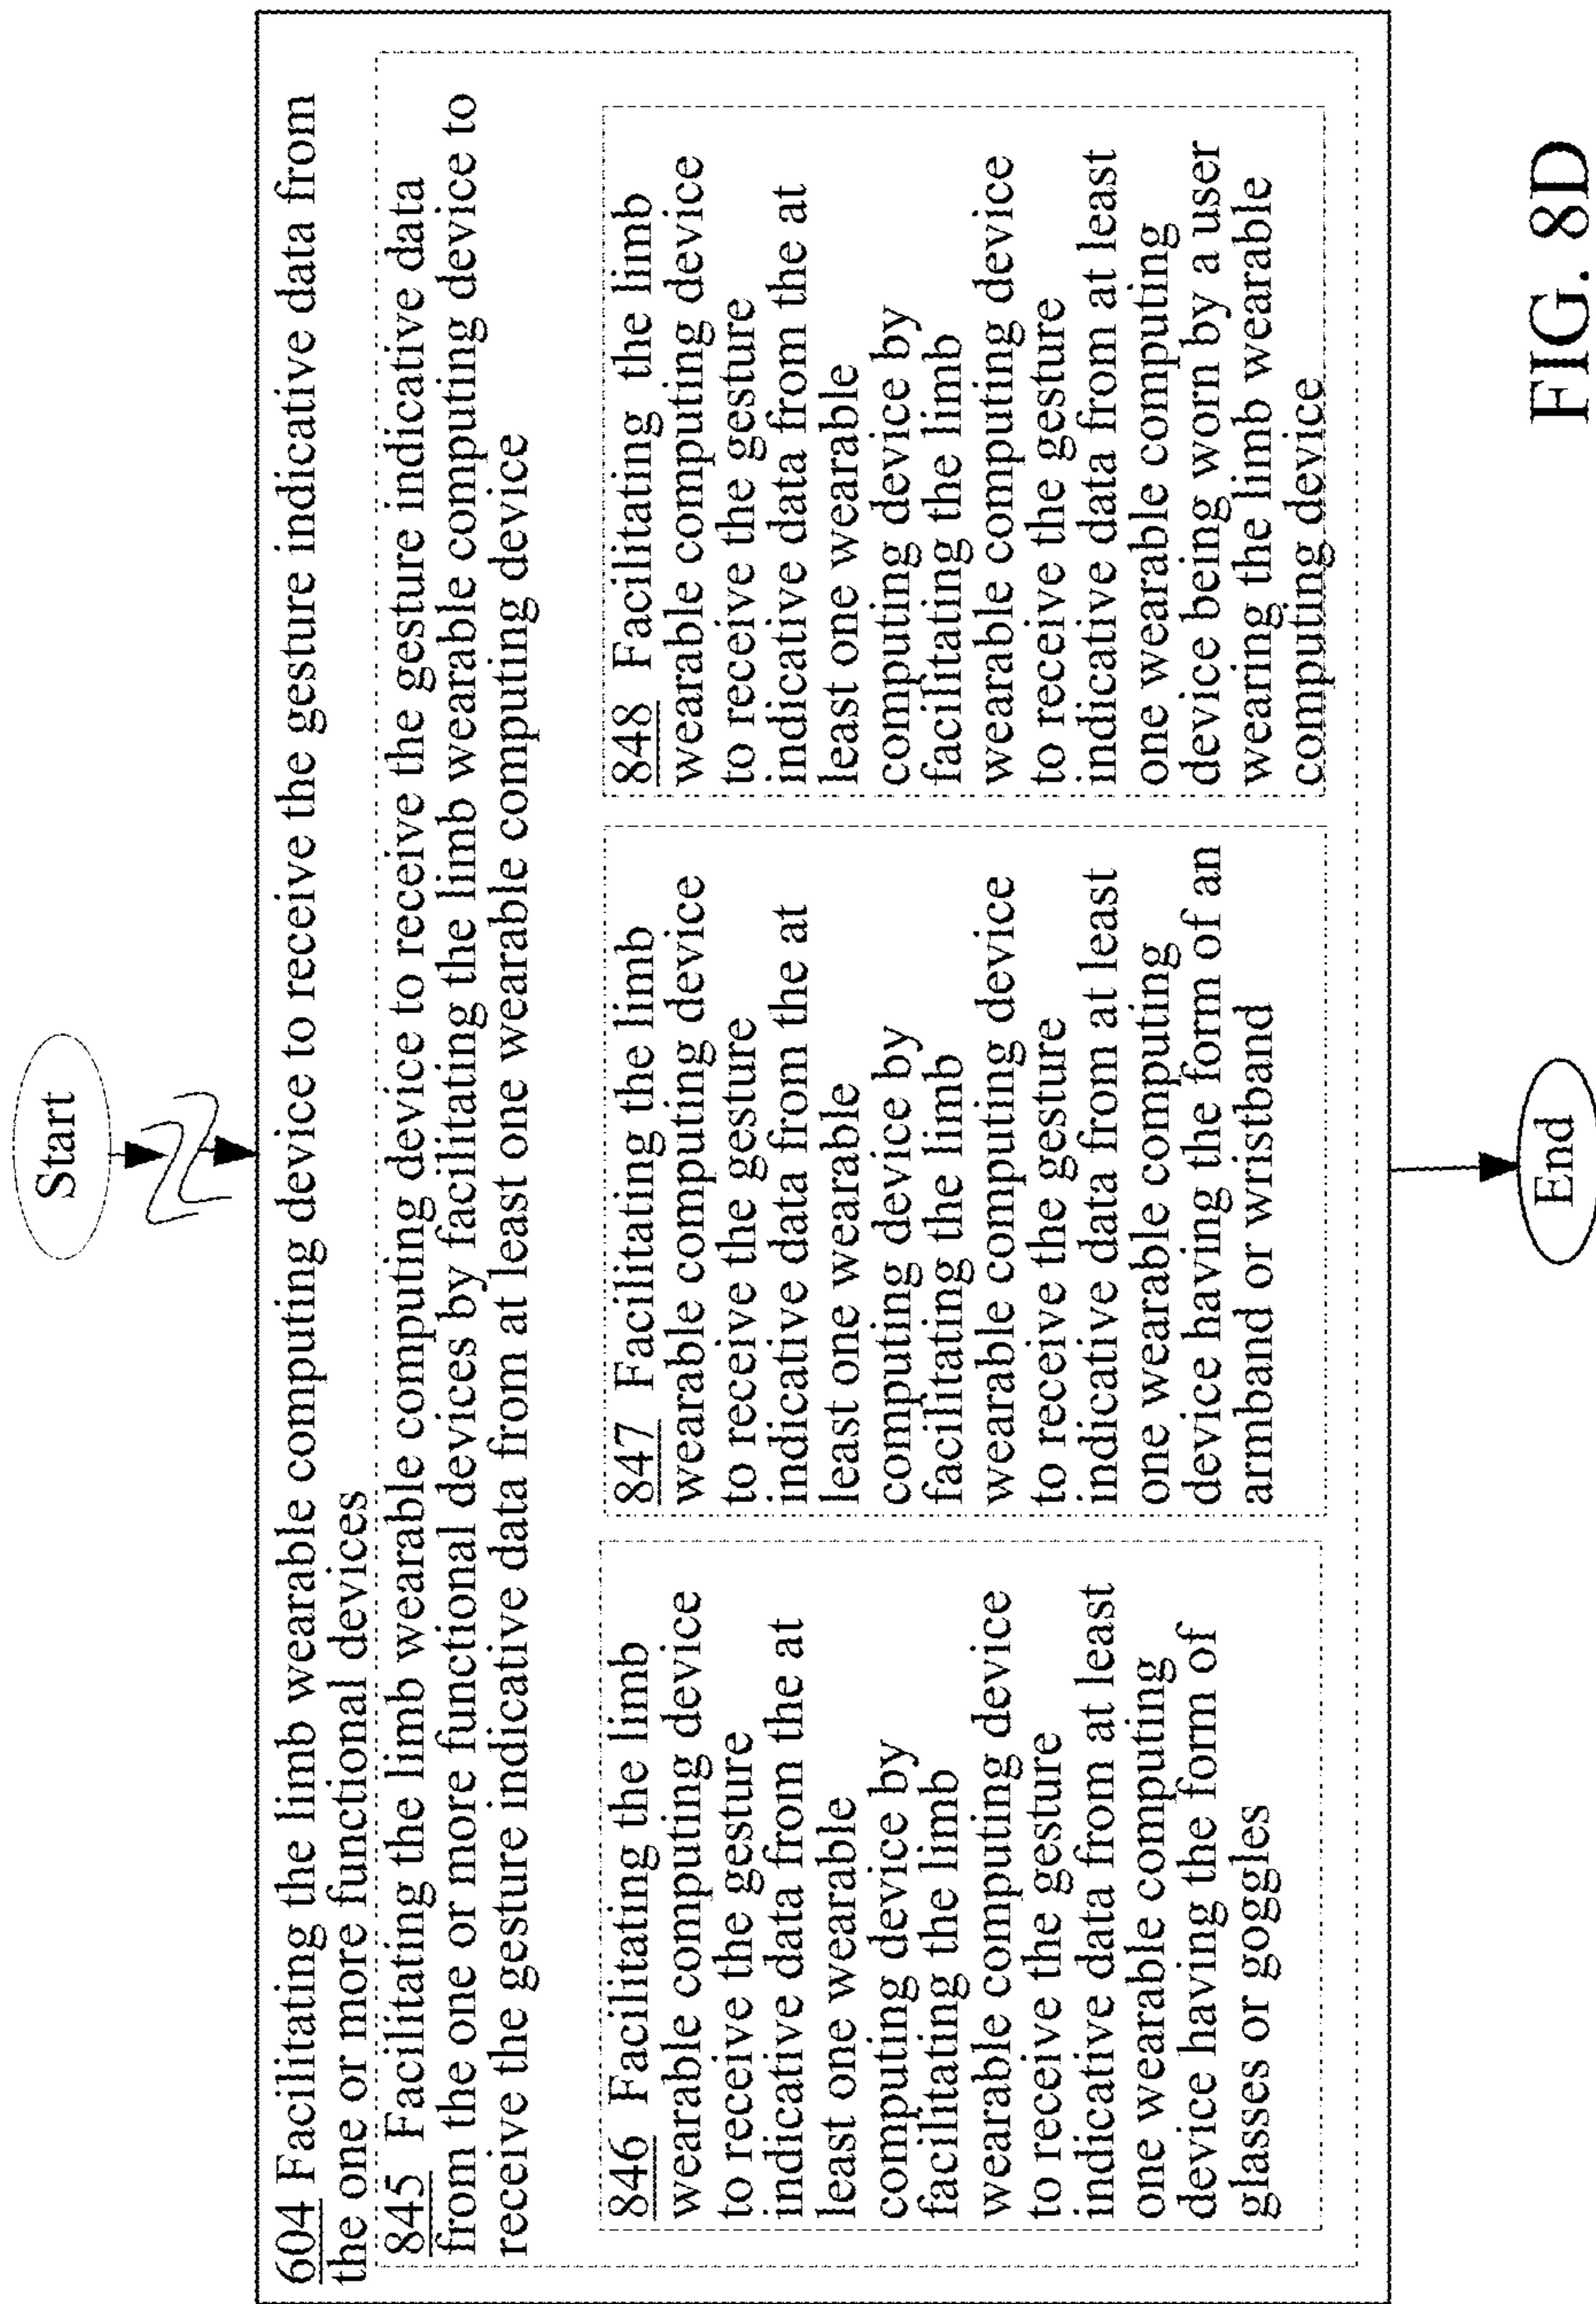 Start
604 Facilitating the limb wearable computing device to receive the gesture indicative data from
the one or more functional devices
845 Facilitating the limb wearable computing device to receive the gesture indicative data
from the one or more functional devices by facilitating the limb wearable computing device to
receive the gesture indicative data from at least one wearable computing device
846 Facilitating the limb
wearable computing device
to receive the gesture
indicative data from the at
least one wearable
computing device by
facilitating the limb
wearable computing device
to receive the gesture
indicative data from at least
one wearable computing
device having the form of
glasses or goggles
847 Facilitating the limb
wearable computing device
to receive the gesture
indicative data from the at
least one wearable
computing device by
facilitating the limb
wearable computing device
to receive the gesture
indicative data from at least
one wearable computing
device having the form of an
armband or wristband
848 Facilitating the limb
wearable computing device
to receive the gesture
indicative data from the at
least one wearable
computing device by
facilitating the limb
wearable computing device
to receive the gesture
indicative data from at least
one wearable computing
device being worn by a user
wearing the limb wearable
computing device
End
FIG. 8D